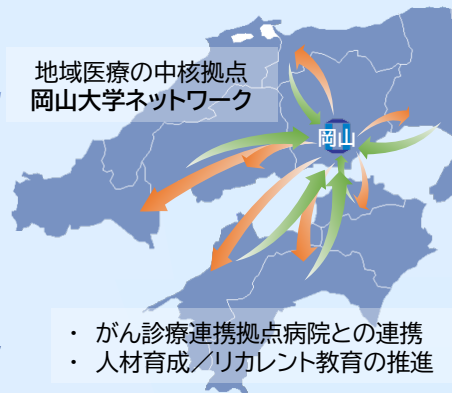 地域医療の中核拠点
岡山大学ネットワーク
岡山
・ がん診療連携拠点病院との連携
・ 人材育成／リカレント教育の推進